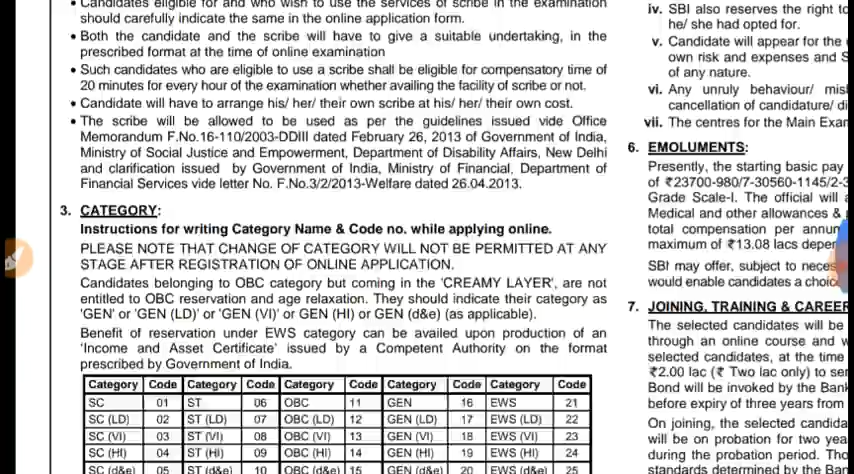 • Candidates eligible for and who wish to use the services of scribe in the examination
should carefully indicate the same in the online application form.
• Both the candidate and the scribe will have to give a suitable undertaking, in the
prescribed format at the time of online examination
• Such candidates who are eligible to use a scribe shall be eligible for compensatory time of
20 minutes for every hour of the examination whether availing the facility of scribe or not.
• Candidate will have to arrange his/ her/ their own scribe at his/ her/ their own cost.
• The scribe will be allowed to be used as per the guidelines issued vide Office
Memorandum F.No.16-110/2003-DDIII dated February 26, 2013 of Government of India,
Ministry of Social Justice and Empowerment, Department of Disability Affairs, New Delhi
and clarification issued by Government of India, Ministry of Financial, Department of
Financial Services vide letter No. F.No.3/2/2013-Welfare dated 26.04.2013.
3. CATEGORY:
Instructions for writing Category Name & Code no. while applying online.
PLEASE NOTE THAT CHANGE OF CATEGORY WILL NOT BE PERMITTED AT ANY
STAGE AFTER REGISTRATION OF ONLINE APPLICATION.
Candidates belonging to OBC category but coming in the 'CREAMY LAYER', are not
entitled to OBC reservation and age relaxation. They should indicate their category as
'GEN' or 'GEN (LD)' or 'GEN (VI)' or GEN (HI) or GEN (d&e) (as applicable).
Benefit of reservation under EWS category can be availed upon production of an
'Income and Asset Certificate' issued by a Competent Authority on the format
prescribed by Government of India.
Category Code Category Code Category Code Category Code Category Code
SC 01 ST 06 OBC 11 GEN 16 EWS 21
SC (LD) 02 ST (LD) 07 OBC (LD) 12 GEN (LD) 17 EWS (LD) 22
SC (VI) 03 ST (VI) 08 OBC (VI) 13 GEN (VI) 18 EWS (VI) 23
SC (HI) 04 ST (HI) 09 OBC (HI) 14 GEN (HI) 19 EWS (HI) 24
SC (d&e) 05 ST (d&e) 10 OBC (d&e) 15 GEN (d&e) 20 EWS (d&e) 25
iv. SBI also reserves the right to
he/ she had opted for.
v. Candidate will appear for the
own risk and expenses and S
of any nature.
vi. Any unruly behaviour/ mis
cancellation of candidature/ di
vii. The centres for the Main Exam
6. EMOLUMENTS:
Presently, the starting basic pay
of ₹23700-980/7-30560-1145/2-3
Grade Scale-I. The official will
Medical and other allowances &
total compensation per annu
maximum of ₹13.08 lacs depen
SBI may offer, subject to neces
would enable candidates a choic
7. JOINING, TRAINING & CAREER
The selected candidates will be
through an online course and w
selected candidates, at the time
₹2.00 lac (₹ Two lac only) to ser
Bond will be invoked by the Bank
before expiry of three years from
On joining, the selected candida
will be on probation for two yea
during the probation period. Tho
standards determined by the Ban